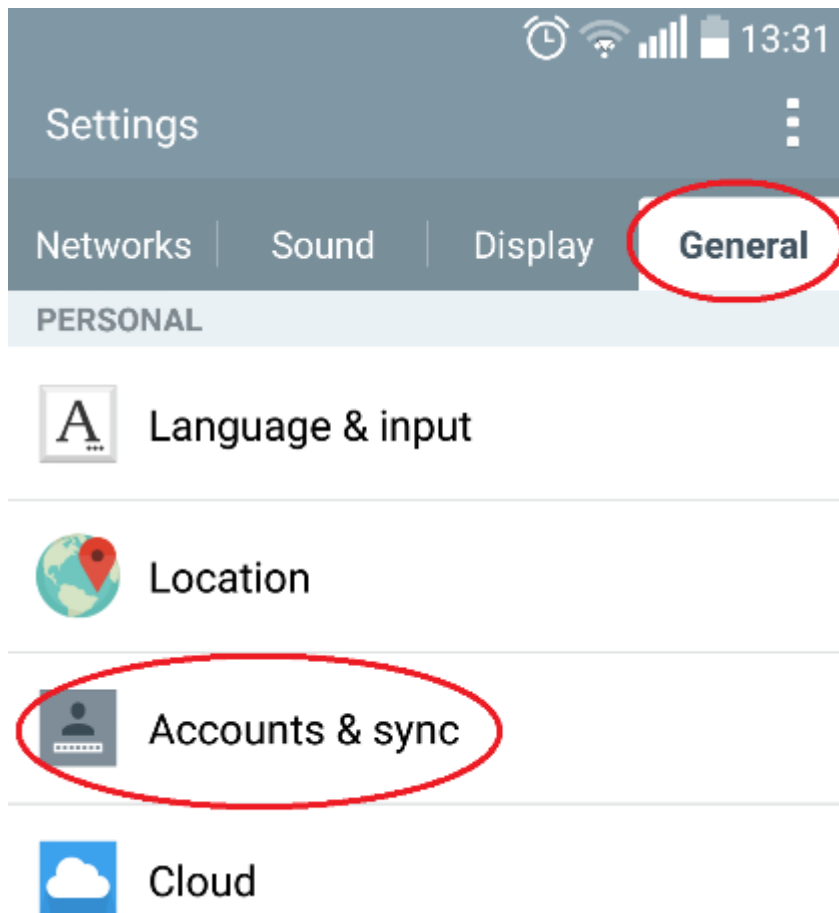 13:31
Settings
Networks Sound Display General
PERSONAL
A Language & input
Location
Accounts & sync
Cloud